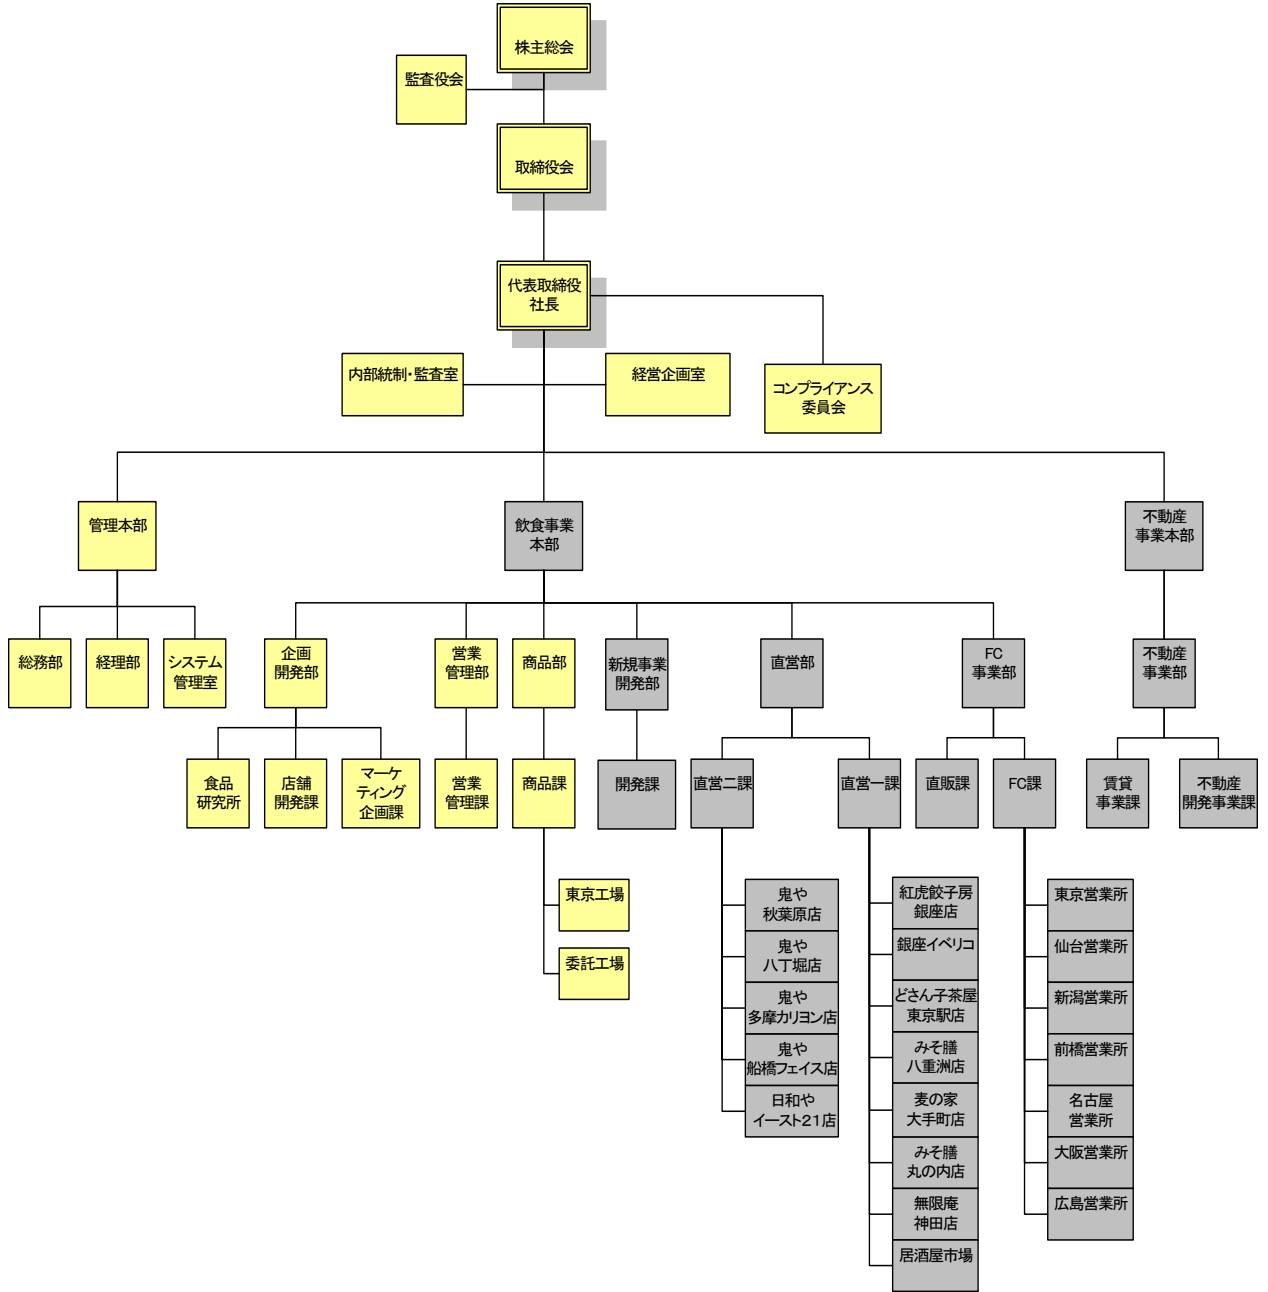 株主総会
監査役会
取締役会
代表取締役
社長
内部統制・監査室
経営企画室
コンプライアンス
委員会
管理本部
飲食事業
本部
不動産
事業本部
総務部
経理部
システム
管理室
企画
開発部
営業
管理部
商品部
新規事業
開発部
直営部
FC
事業部
不動産
事業部
食品
研究所
店舗
開発課
マーケ
ティング
企画課
営業
管理課
商品課
開発課
直営二課
直営一課
直販課
FC課
賃貸
事業課
不動産
開発事業課
東京工場
委託工場
鬼や
秋葉原店
鬼や
八丁堀店
鬼や
多摩カリヨン店
鬼や
船橋フェイス店
日和や
イースト21店
紅虎餃子房
銀座店
銀座イベリコ
どさん子茶屋
東京駅店
みそ膳
八重洲店
麦の家
大手町店
みそ膳
丸の内店
無限庵
神田店
居酒屋市場
東京営業所
仙台営業所
新潟営業所
前橋営業所
名古屋
営業所
大阪営業所
広島営業所